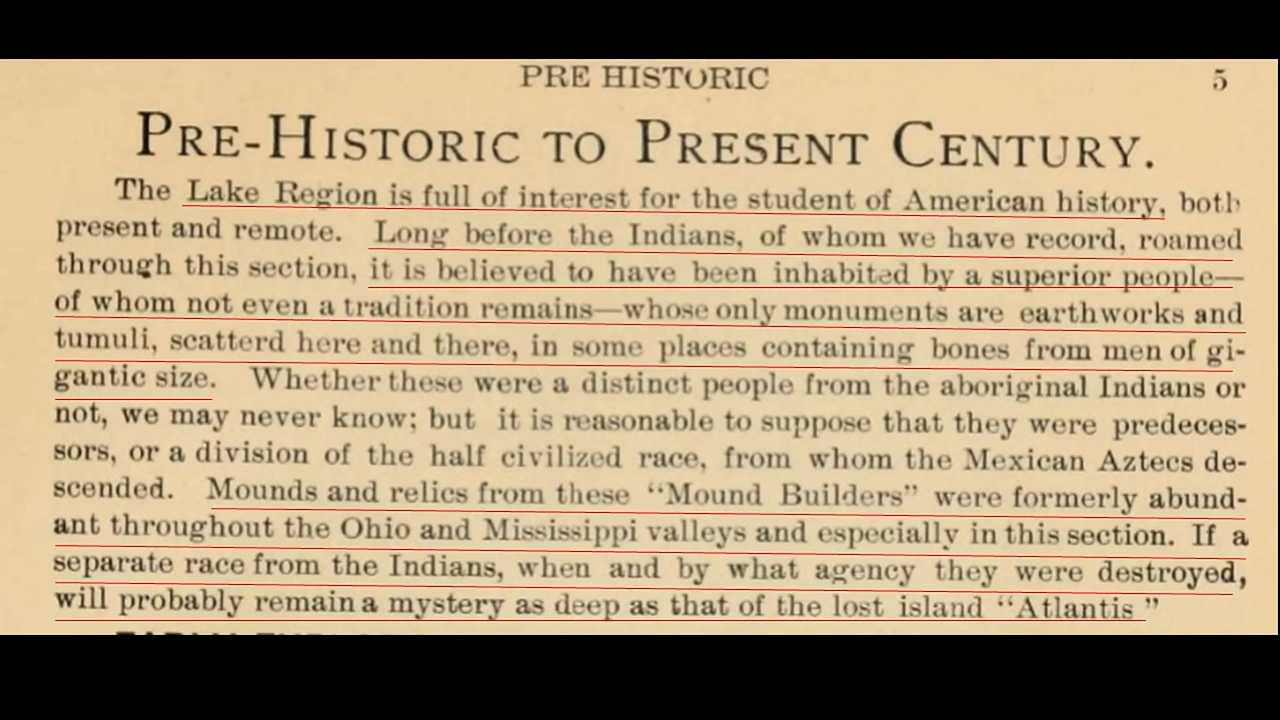 PRE HISTORIC 5
PRE-HISTORIC TO PRESENT CENTURY.
The Lake Region is full of interest for the student of American history, both
present and remote. Long before the Indians, of whom we have record, roamed
through this section, it is believed to have been inhabited by a superior people—
of whom not even a tradition remains—whose only monuments are earthworks and
tumuli, scatterd here and there, in some places containing bones from men of gi-
gantic size. Whether these were a distinct people from the aboriginal Indians or
not, we may never know; but it is reasonable to suppose that they were predeces-
sors, or a division of the half civilized race, from whom the Mexican Aztecs de-
scended. Mounds and relics from these “Mound Builders” were formerly abund-
ant throughout the Ohio and Mississippi valleys and especially in this section. If a
separate race from the Indians, when and by what agency they were destroyed,
will probably remain a mystery as deep as that of the lost island “Atlantis ”